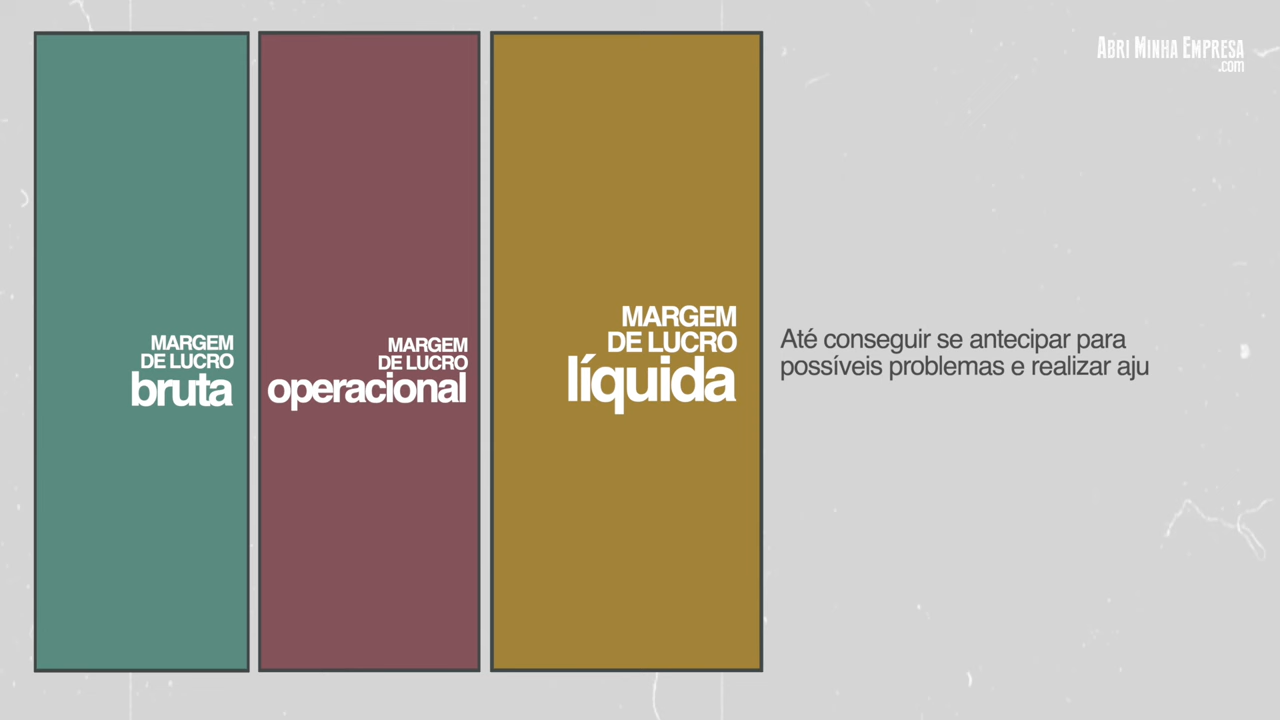 ABRI MINHA EMPRESA
.com
MARGEM
DE LUCRO
bruta
MARGEM
DE LUCRO
operacional
MARGEM
DE LUCRO
líquida
Até conseguir se antecipar para
possíveis problemas e realizar aju